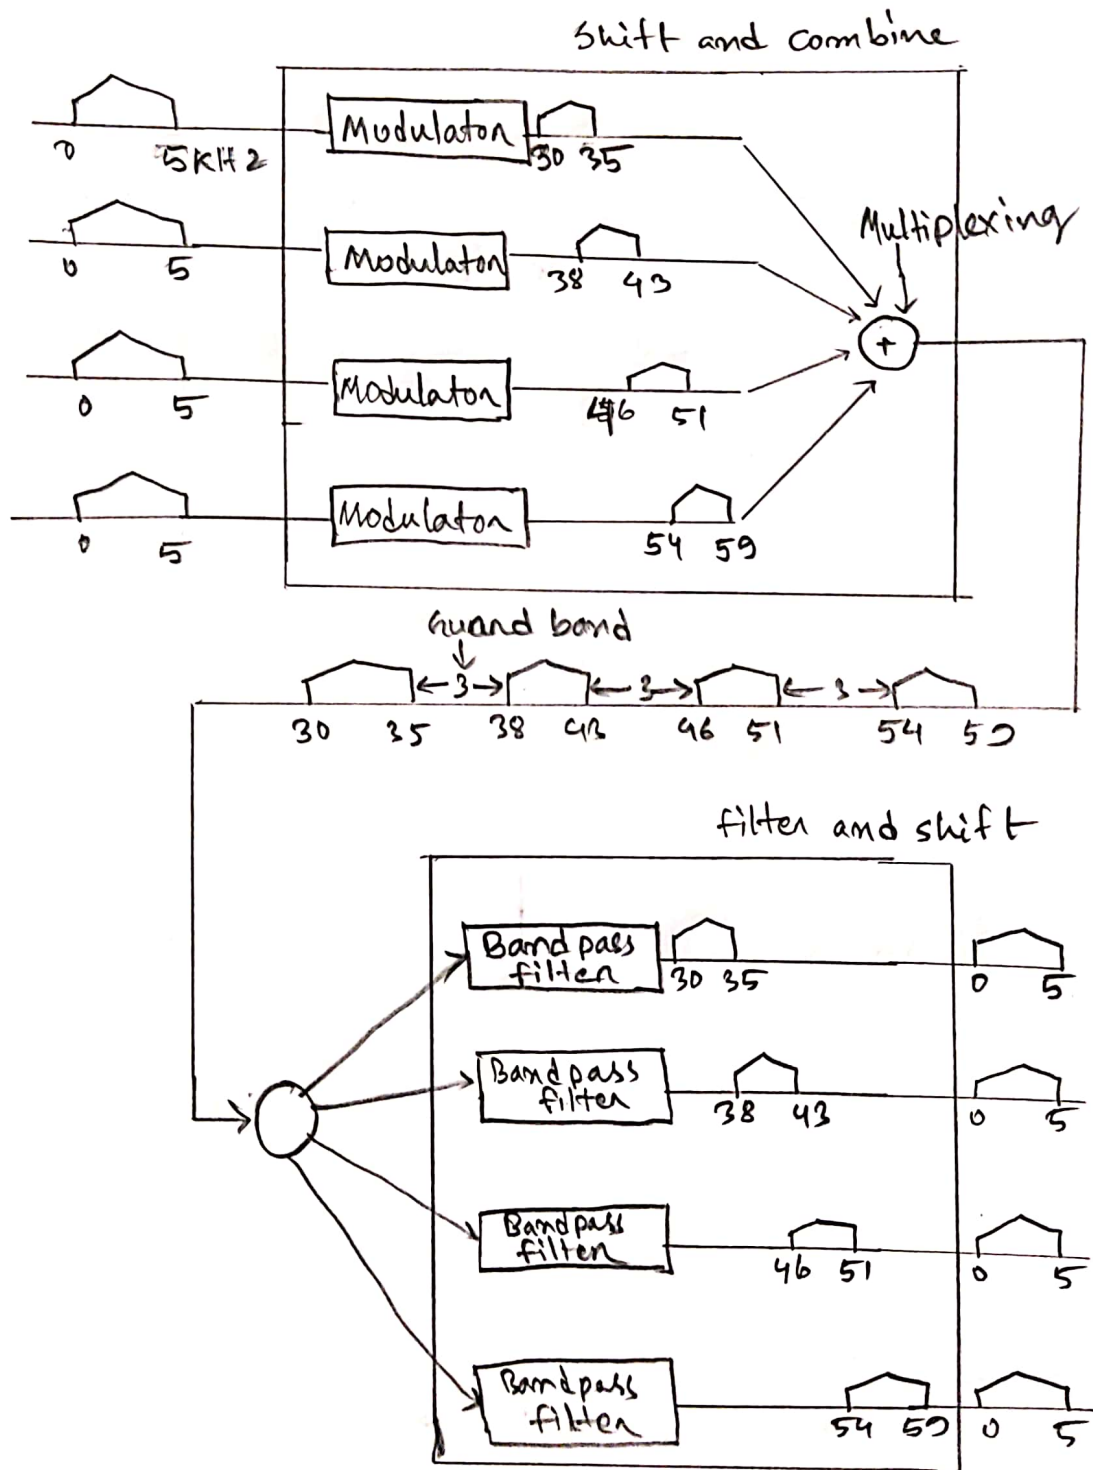 Shift and combine
Modulator
0 5KHz
30 35
Multiplexing
Modulator
0 5
38 43
+
Modulator
0 5
46 51
Modulator
0 5
54 59
Guard band
3 3 3
30 35 38 43 46 51 54 59
filter and shift
Band pass
filter
30 35 0 5
Band pass
filter
38 43 0 5
Band pass
filter
46 51 0 5
Band pass
filter
54 59 0 5